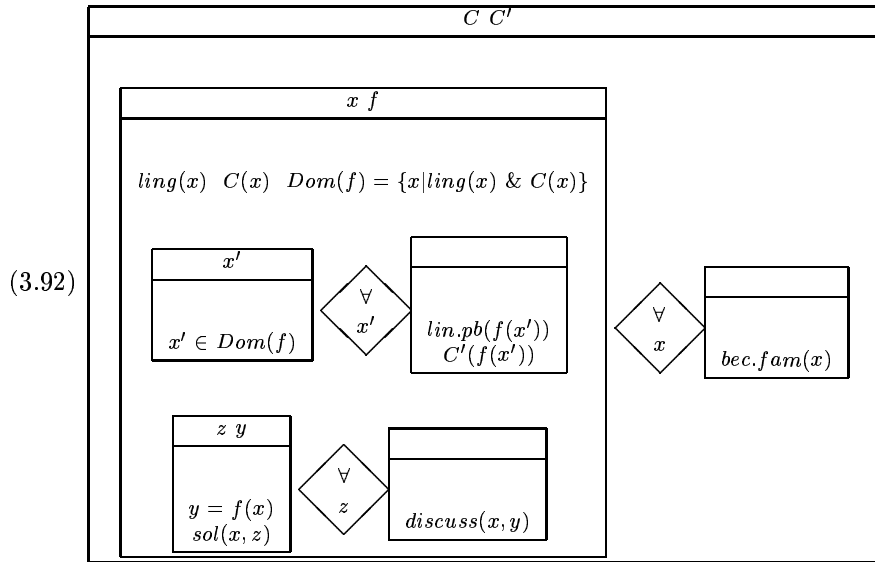 C C′
x f
ling(x) C(x) Dom(f) = {x|ling(x) & C(x)}
(3.92)
x′
x′ ∈ Dom(f)
∀
x′
lin.pb(f(x′))
C′(f(x′))
∀
x
bec.fam(x)
z y
y = f(x)
sol(x, z)
∀
z
discuss(x, y)